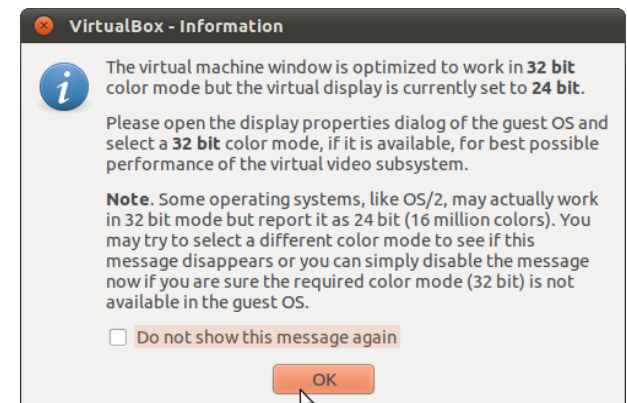 VirtualBox - Information
The virtual machine window is optimized to work in 32 bit
color mode but the virtual display is currently set to 24 bit.
Please open the display properties dialog of the guest OS and
select a 32 bit color mode, if it is available, for best possible
performance of the virtual video subsystem.
Note. Some operating systems, like OS/2, may actually work
in 32 bit mode but report it as 24 bit (16 million colors). You
may try to select a different color mode to see if this
message disappears or you can simply disable the message
now if you are sure the required color mode (32 bit) is not
available in the guest OS.
Do not show this message again
OK